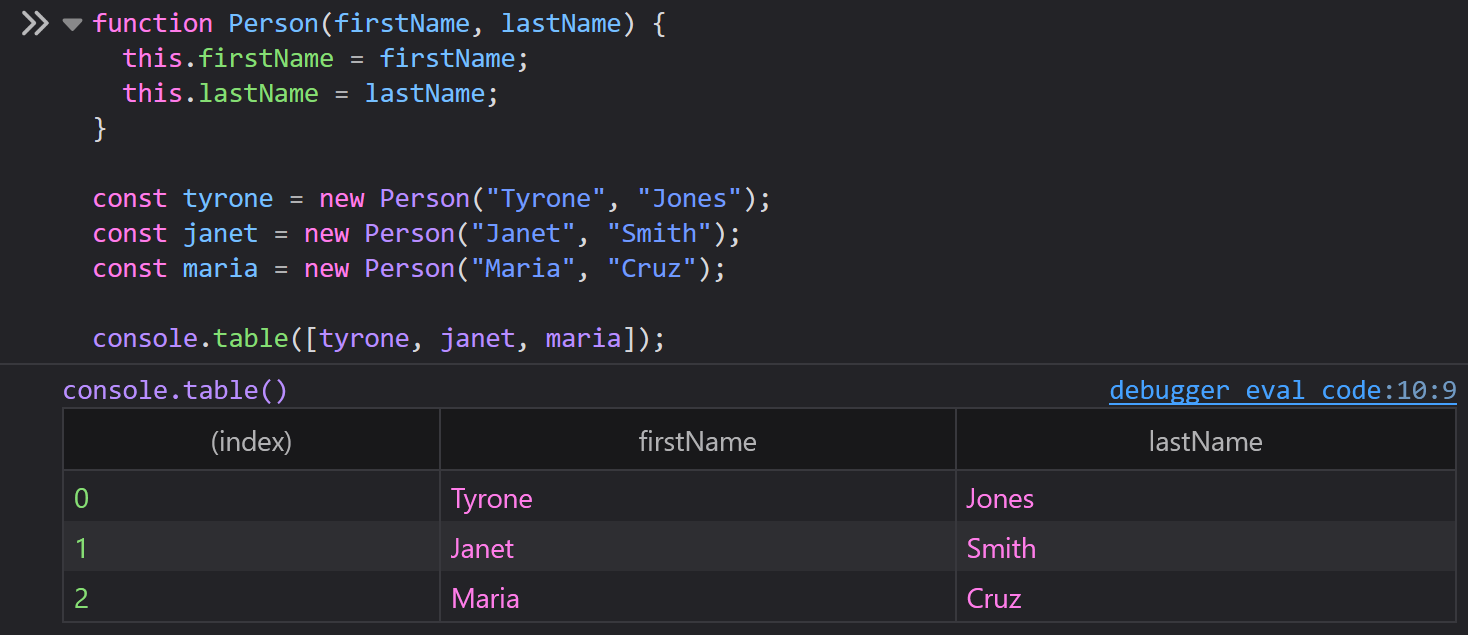 function Person(firstName, lastName) {
  this.firstName = firstName;
  this.lastName = lastName;
}
const tyrone = new Person("Tyrone", "Jones");
const janet = new Person("Janet", "Smith");
const maria = new Person("Maria", "Cruz");
console.table([tyrone, janet, maria]);
console.table() debugger eval code:10:9
(index) firstName lastName
0 Tyrone Jones
1 Janet Smith
2 Maria Cruz